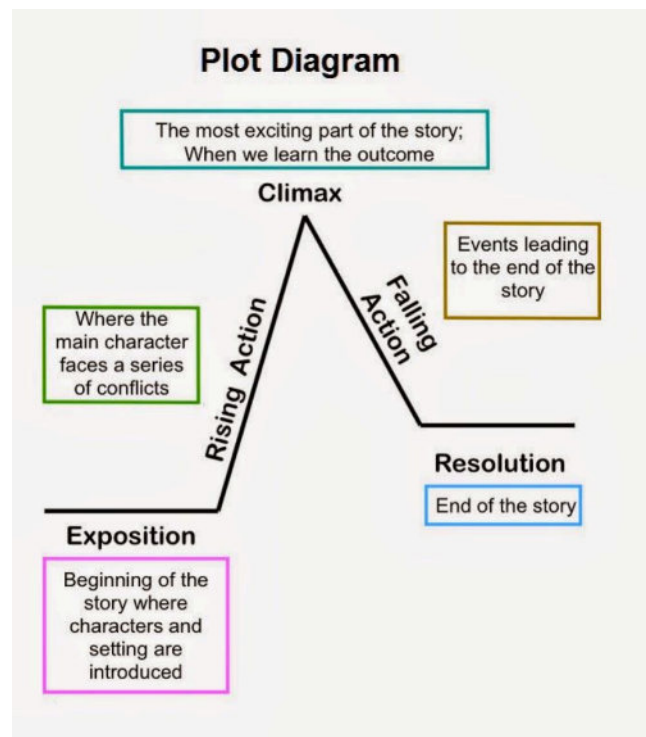 Plot Diagram
The most exciting part of the story;
When we learn the outcome
Climax
Events leading
to the end of the
story
Falling
Action
Where the
main character
faces a series
of conflicts
Rising Action
Resolution
End of the story
Exposition
Beginning of the
story where
characters and
setting are
introduced